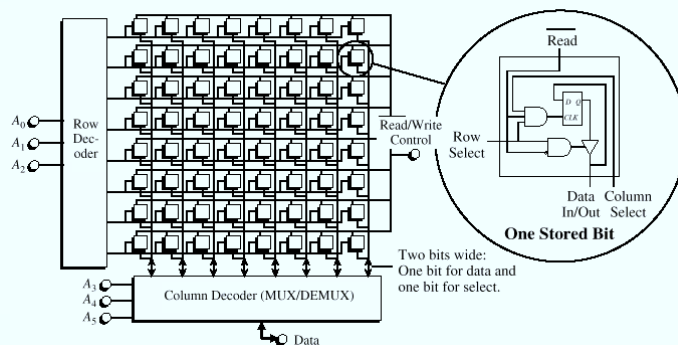 A0
A1
A2
Row
Dec-
oder
Read/Write
Control
Read
D Q
CLK
Row
Select
Data
In/Out
Column
Select
One Stored Bit
Two bits wide:
One bit for data and
one bit for select.
A3
A4
A5
Column Decoder (MUX/DEMUX)
Data